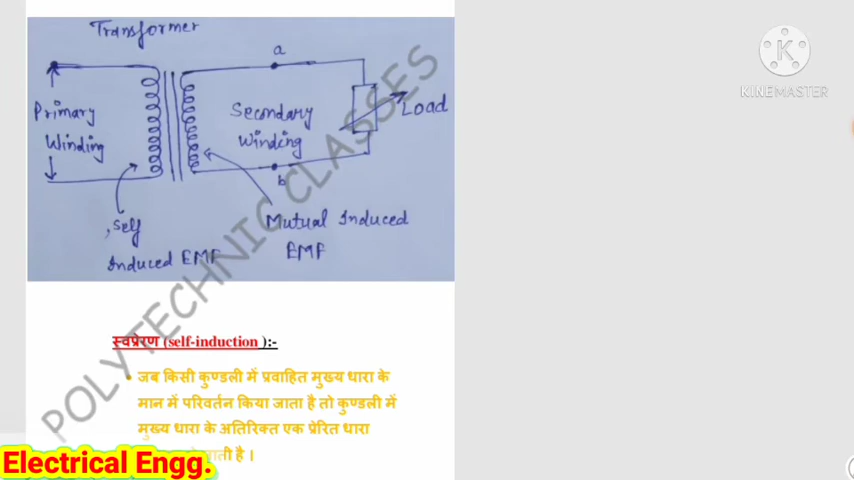 Transformer
a
Primary
Winding
Secondary
Winding
Load
b
Self
Induced EMF
Mutual Induced
EMF
POLYTECHNIC CLASSES
KINEMASTER
स्वप्रेरण (self-induction ):-
• जब किसी कुण्डली में प्रवाहित मुख्य धारा के
मान में परिवर्तन किया जाता है तो कुण्डली में
मुख्य धारा के अतिरिक्त एक प्रेरित धारा
है ।
Electrical Engg.